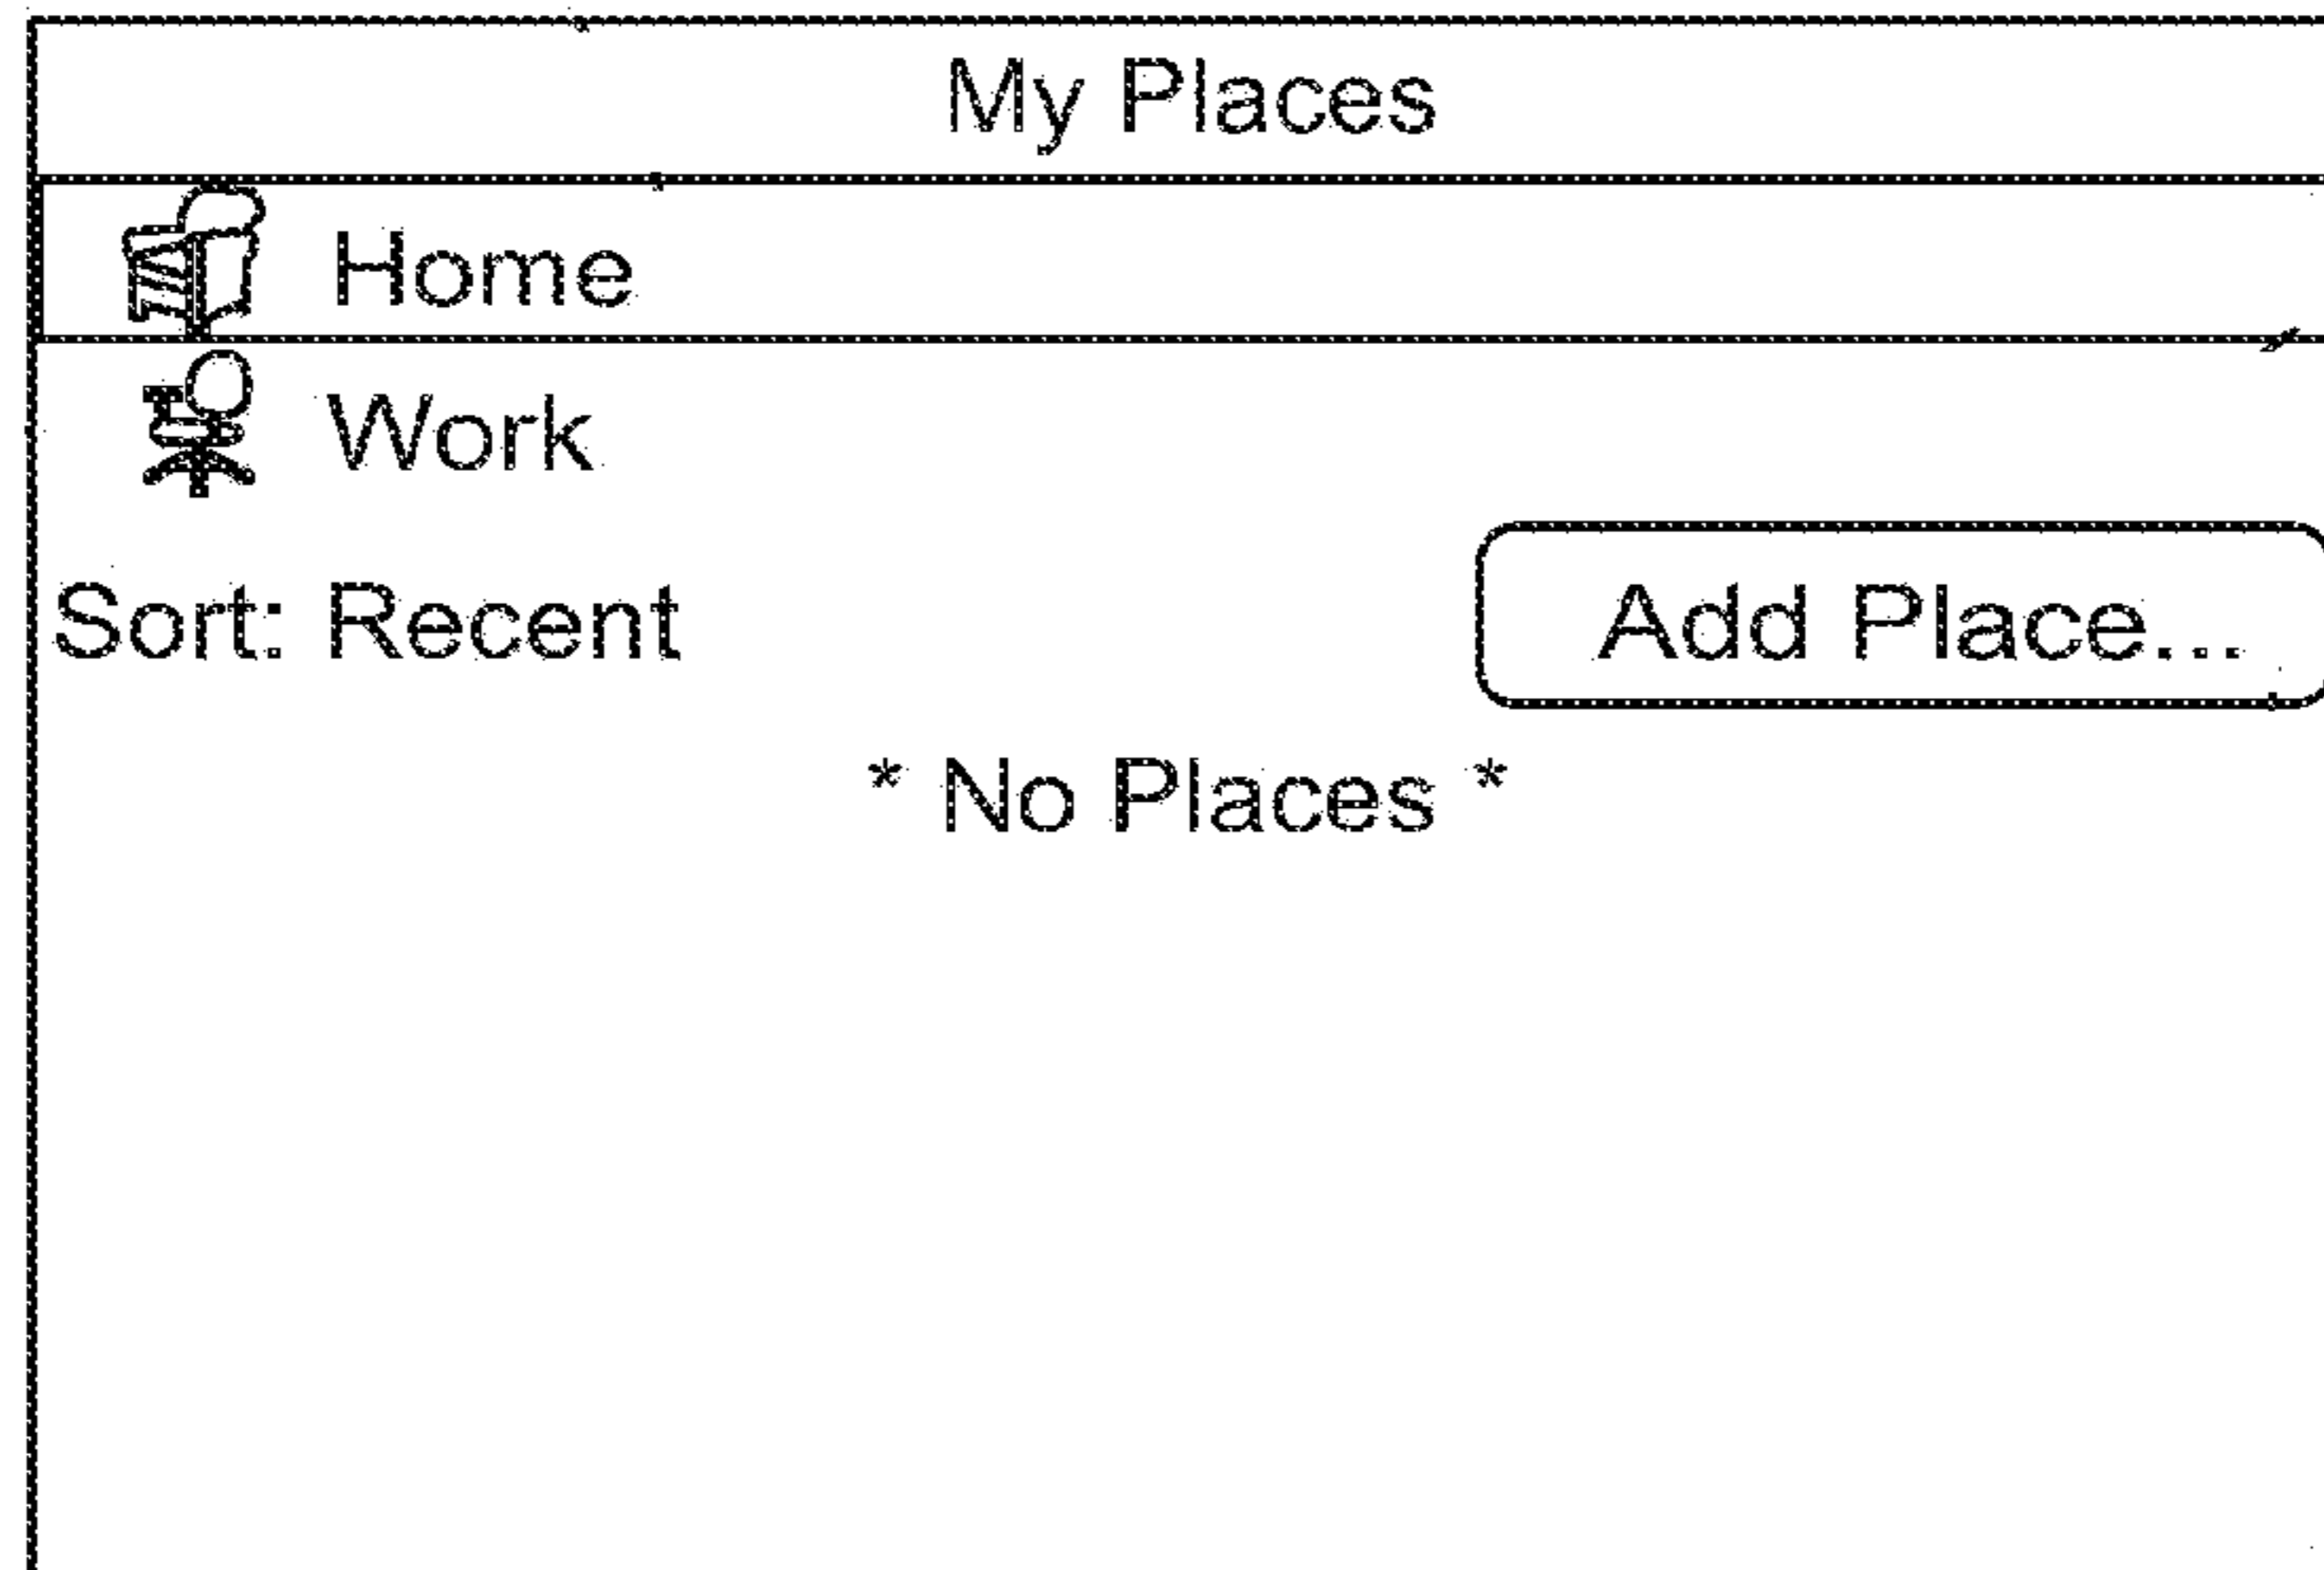 My Places
Home
Work
Sort: Recent
Add Place...
* No Places *